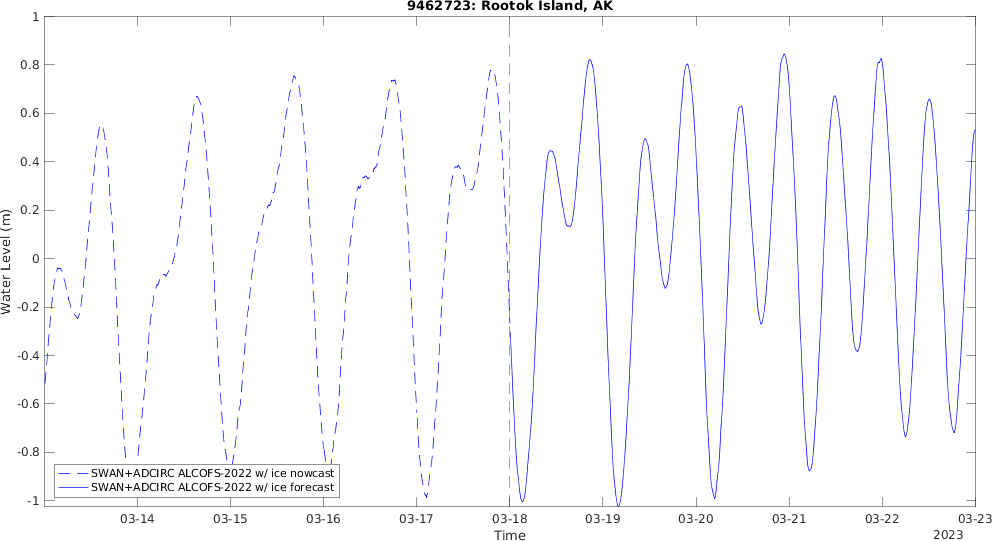 9462723: Rootok Island, AK
1
0.8
0.6
0.4
0.2
0
-0.2
-0.4
-0.6
-0.8
-1
Water Level (m)
SWAN+ADCIRC ALCOFS-2022 w/ ice nowcast
SWAN+ADCIRC ALCOFS-2022 w/ ice forecast
03-14 03-15 03-16 03-17 03-18 03-19 03-20 03-21 03-22 03-23
Time
2023